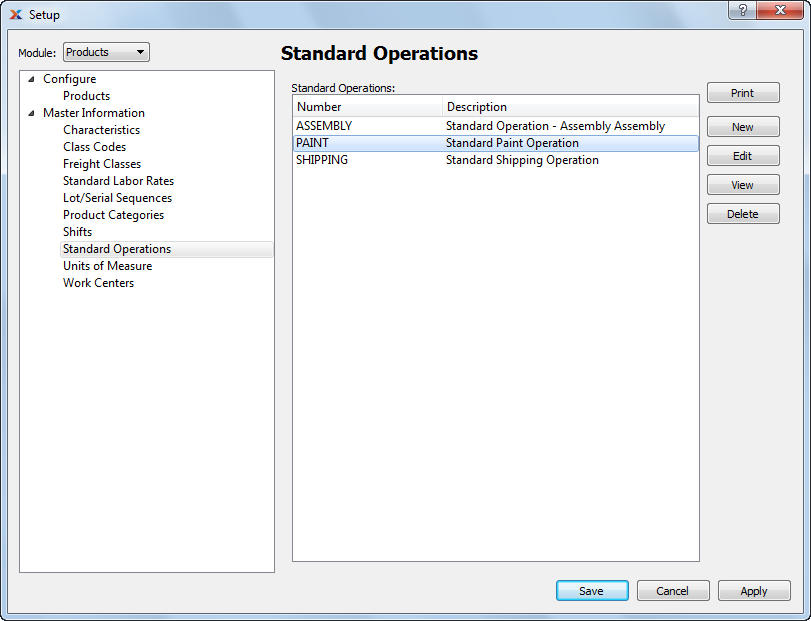 Setup
?
Module: Products
Standard Operations
Configure
Products
Master Information
Characteristics
Class Codes
Freight Classes
Standard Labor Rates
Lot/Serial Sequences
Product Categories
Shifts
Standard Operations
Units of Measure
Work Centers
Standard Operations:
Number Description
ASSEMBLY Standard Operation - Assembly Assembly
PAINT Standard Paint Operation
SHIPPING Standard Shipping Operation
Print
New
Edit
View
Delete
Save Cancel Apply